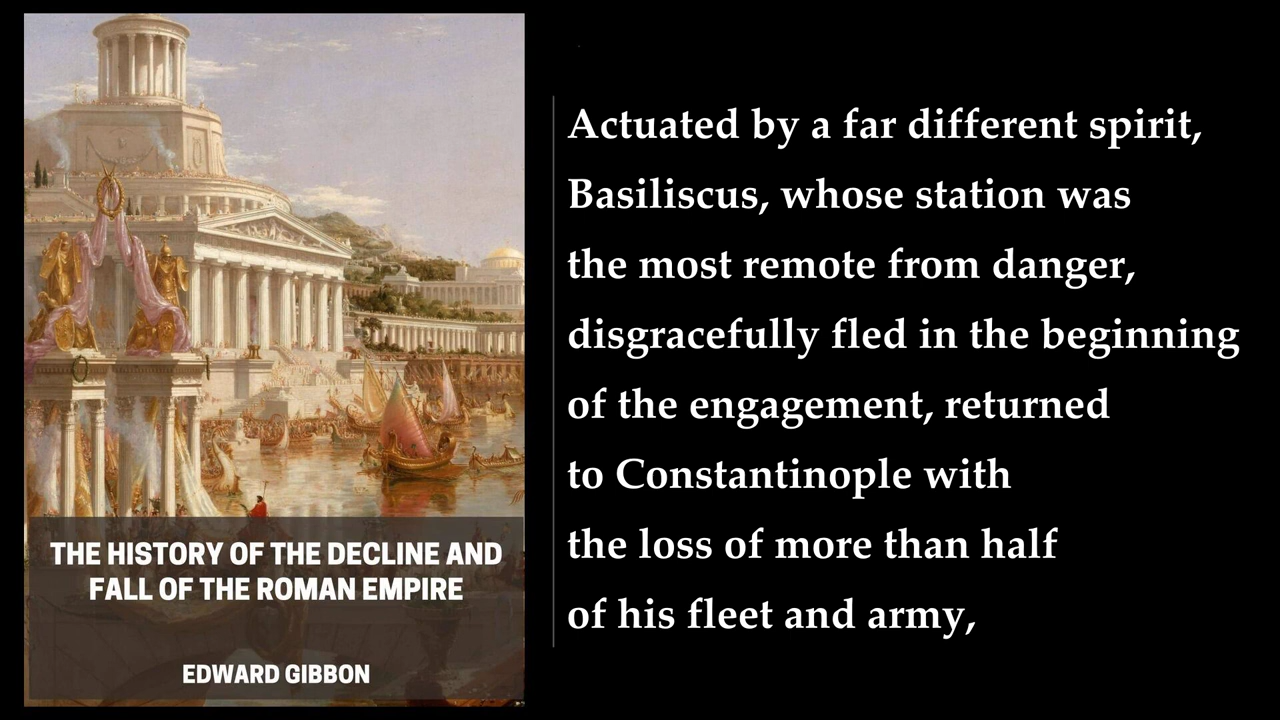 THE HISTORY OF THE DECLINE AND
FALL OF THE ROMAN EMPIRE
EDWARD GIBBON
Actuated by a far different spirit,
Basiliscus, whose station was
the most remote from danger,
disgracefully fled in the beginning
of the engagement, returned
to Constantinople with
the loss of more than half
of his fleet and army,